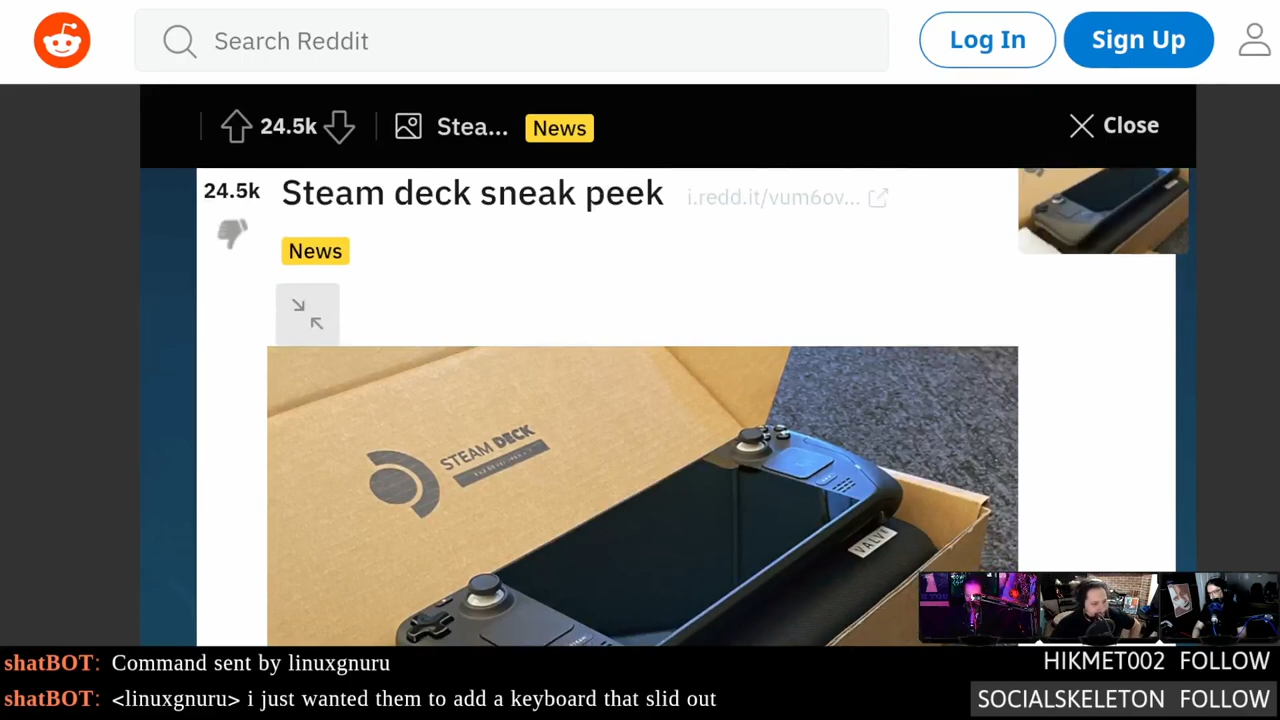 Search Reddit
Log In
Sign Up
24.5k
Stea...
News
Close
24.5k
Steam deck sneak peek
i.redd.it/vum6ov...
News
STEAM DECK
VALVE
shatBOT: Command sent by linuxgnuru
HIKMET002 FOLLOW
shatBOT: <linuxgnuru> i just wanted them to add a keyboard that slid out
SOCIALSKELETON FOLLOW